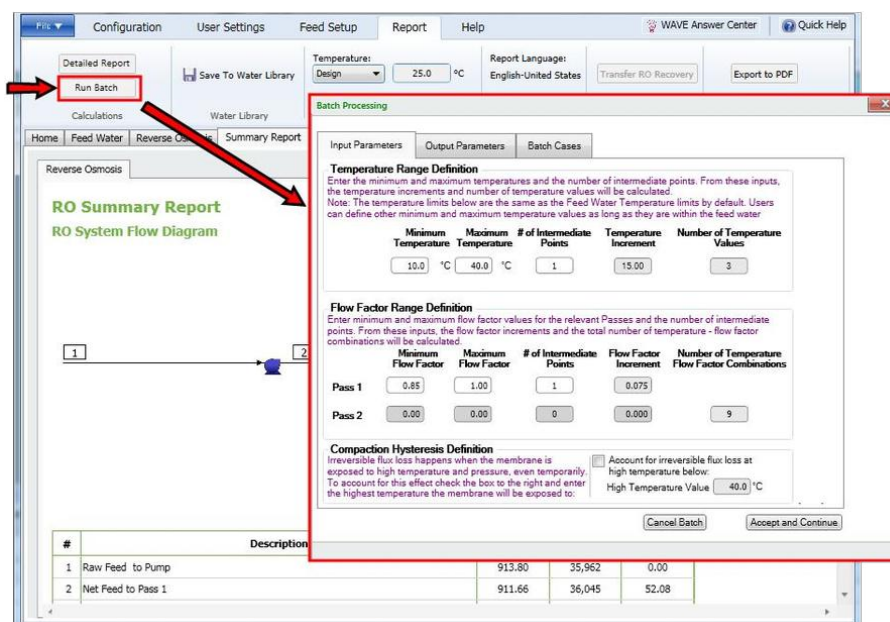 File
Configuration
User Settings
Feed Setup
Report
Help
WAVE Answer Center
Quick Help
Detailed Report
Run Batch
Calculations
Save To Water Library
Water Library
Temperature:
Design
25.0 °C
Report Language:
English-United States
Transfer RO Recovery
Export to PDF
Home
Feed Water
Reverse Osmosis
Summary Report
Reverse Osmosis
RO Summary Report
RO System Flow Diagram
1
2
Batch Processing
Input Parameters
Output Parameters
Batch Cases
Temperature Range Definition
Enter the minimum and maximum temperatures and the number of intermediate points. From these inputs,
the temperature increments and number of temperature values will be calculated.
Note: The temperature limits below are the same as the Feed Water Temperature limits by default. Users
can define other minimum and maximum temperature values as long as they are within the feed water
Minimum Maximum # of Intermediate Temperature Number of Temperature
Temperature Temperature Points Increment Values
10.0 °C 40.0 °C 1 15.00 3
Flow Factor Range Definition
Enter minimum and maximum flow factor values for the relevant Passes and the number of intermediate
points. From these inputs, the flow factor increments and the total number of temperature - flow factor
combinations will be calculated.
Minimum Maximum # of Intermediate Flow Factor Number of Temperature
Flow Factor Flow Factor Points Increment Flow Factor Combinations
Pass 1 0.85 1.00 1 0.075
Pass 2 0.00 0.00 0 0.000 9
Compaction Hysteresis Definition
Irreversible flux loss happens when the membrane is
exposed to high temperature and pressure, even temporarily.
To account for this effect check the box to the right and enter
the highest temperature the membrane will be exposed to:
Account for irreversible flux loss at
high temperature below:
High Temperature Value 40.0 °C
Cancel Batch
Accept and Continue
# Description
1 Raw Feed to Pump 913.80 35,962 0.00
2 Net Feed to Pass 1 911.66 36,045 52.08